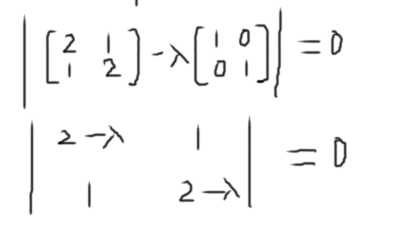 | [2 1 1 2] - λ [1 0 0 1] | = 0
| 2-λ 1 1 2-λ | = 0